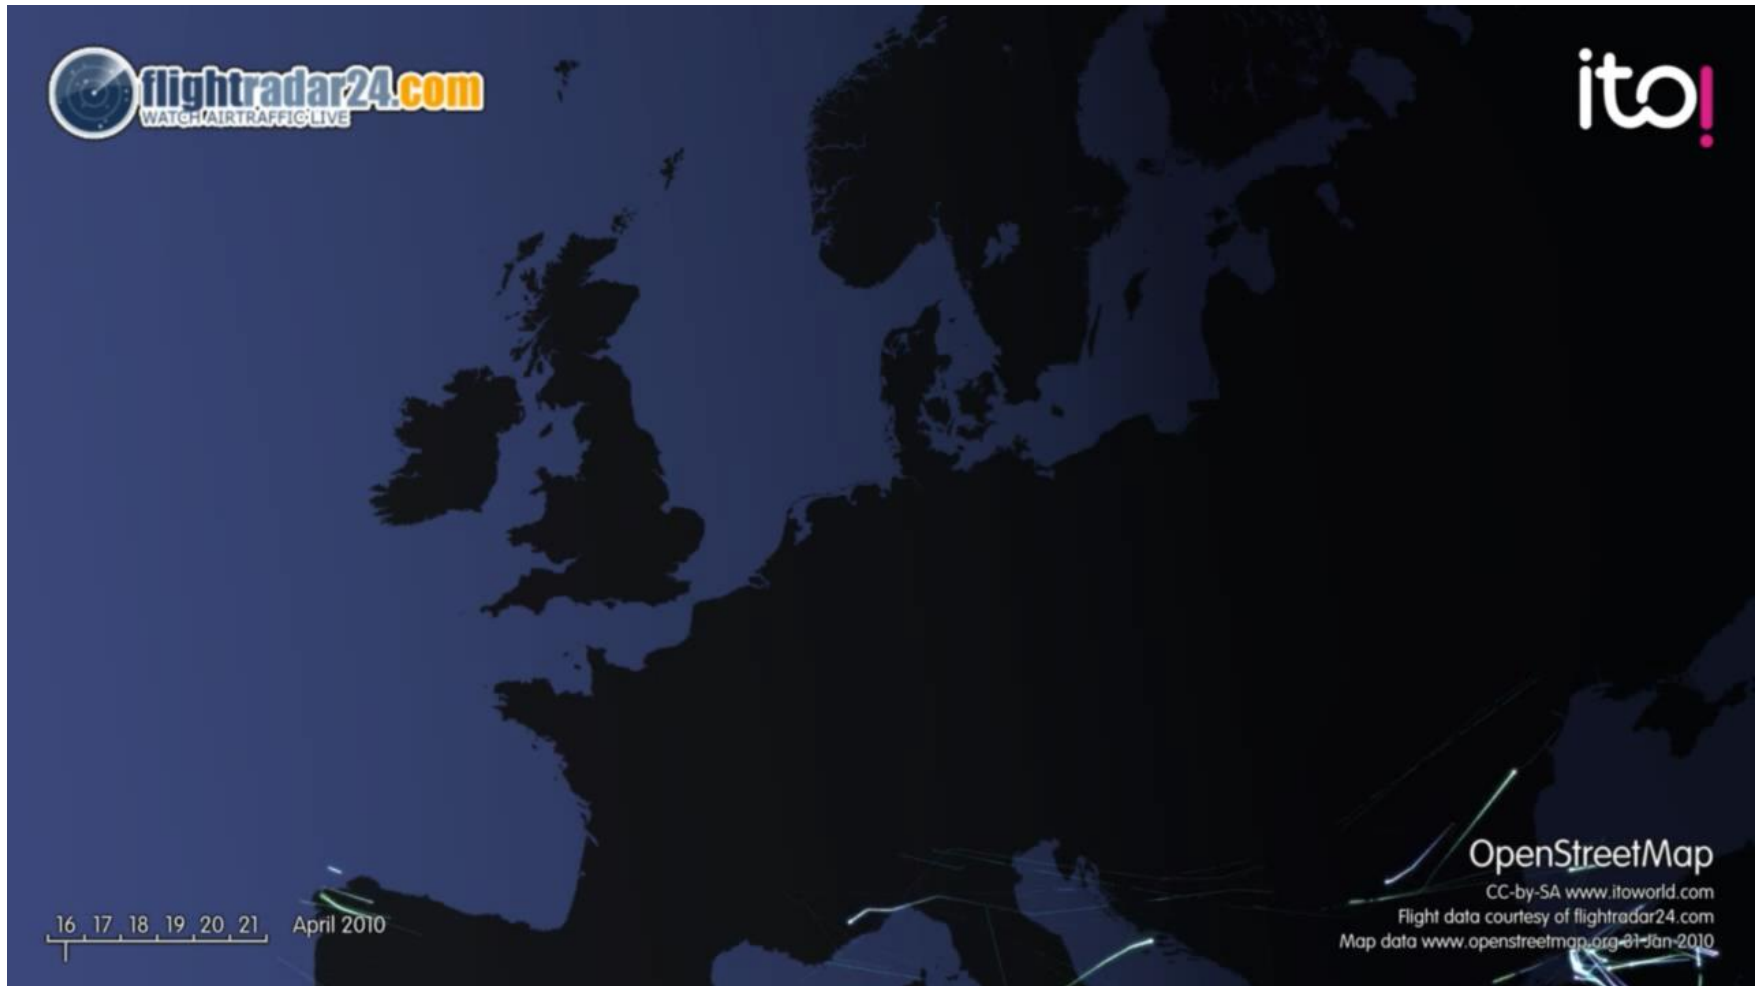 flightradar24.com
WATCH AIRTRAFFIC LIVE
ito!
OpenStreetMap
CC-by-SA www.itoworld.com
Flight data courtesy of flightradar24.com
Map data www.openstreetmap.org 31-Jan-2010
16 17 18 19 20 21 April 2010